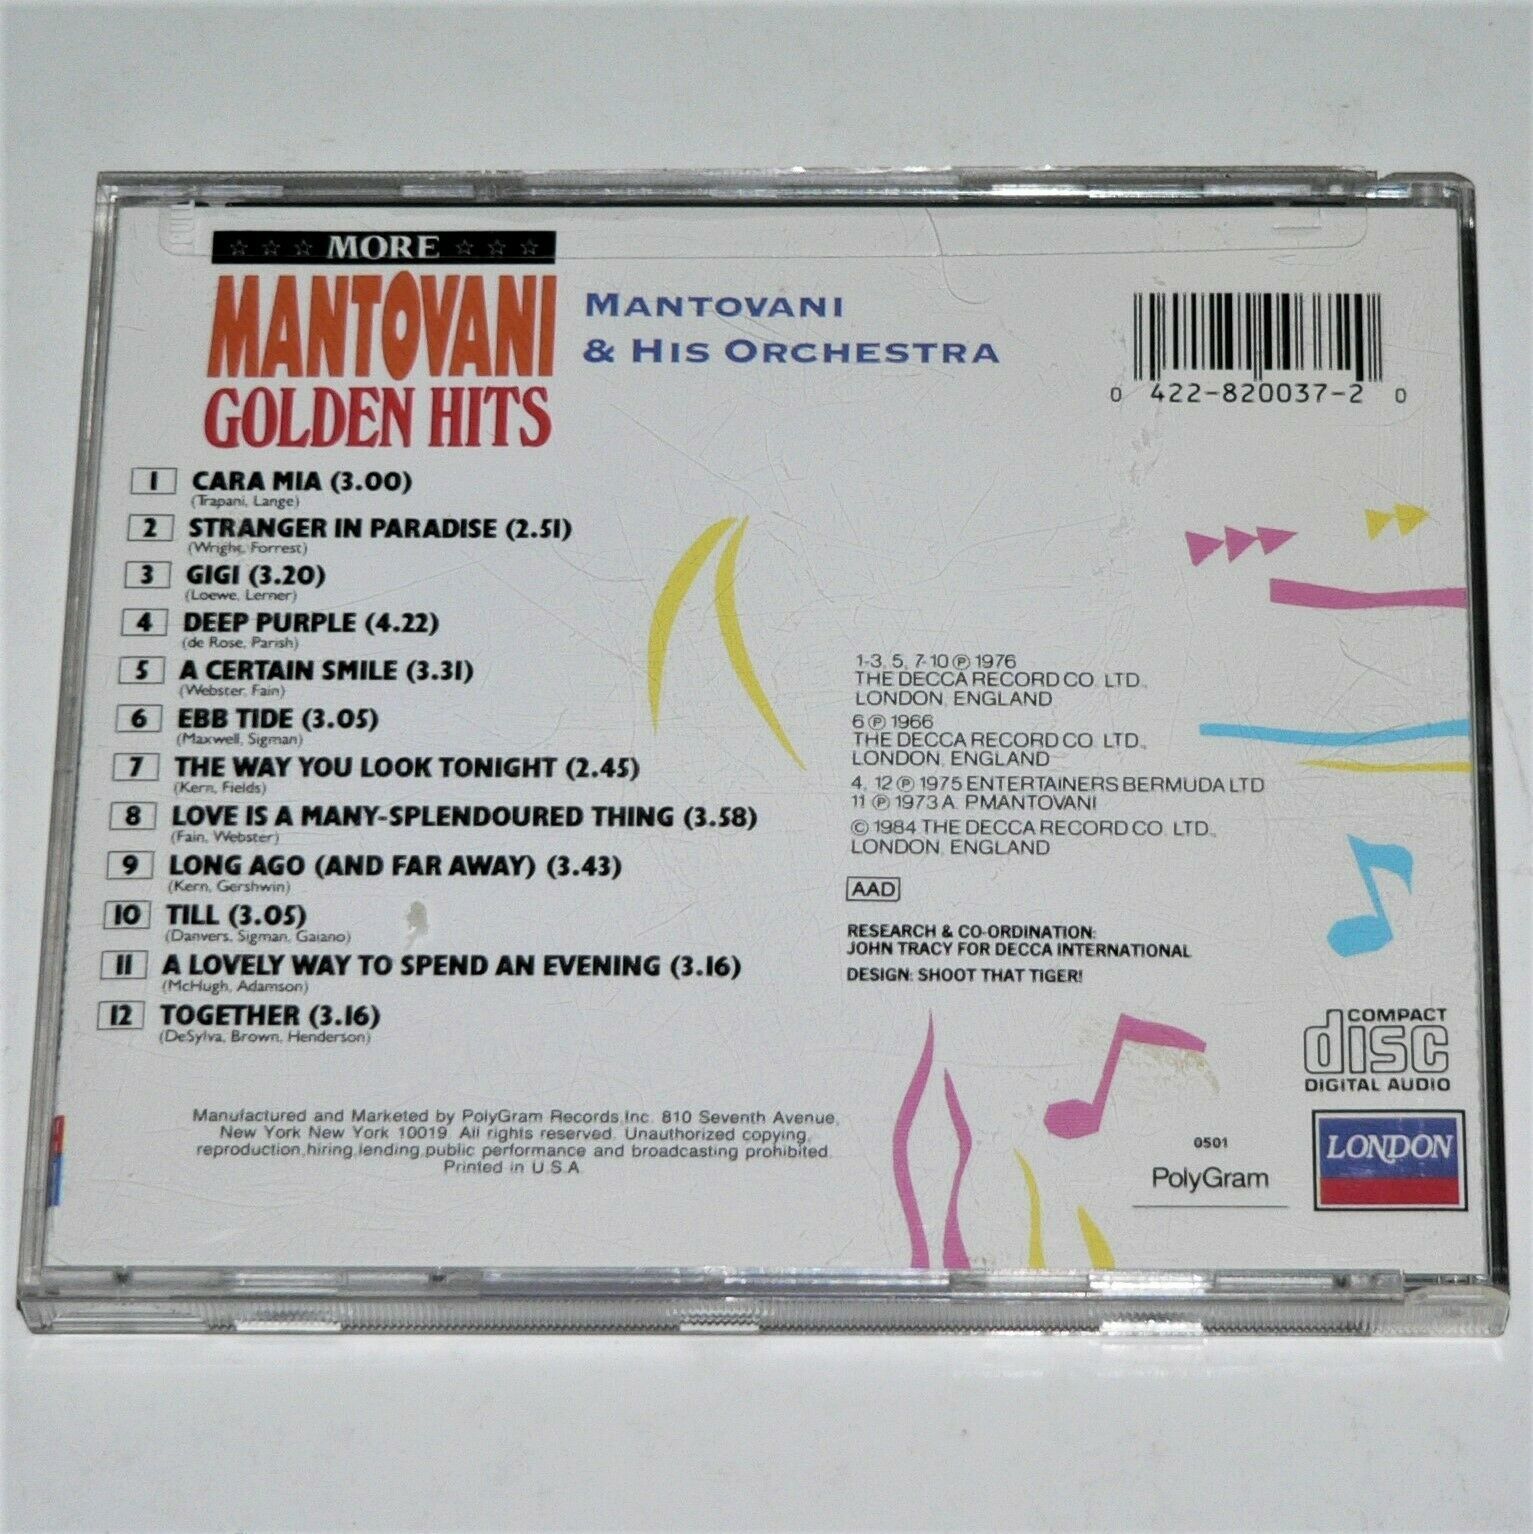 MORE
MANTOVANI
GOLDEN HITS
MANTOVANI
& HIS ORCHESTRA
0 422-820037-2 0
1 CARA MIA (3.00)
(Trapani, Lange)
2 STRANGER IN PARADISE (2.51)
(Wright, Forrest)
3 GIGI (3.20)
(Loewe, Lerner)
4 DEEP PURPLE (4.22)
(de Rose, Parish)
5 A CERTAIN SMILE (3.31)
(Webster, Fain)
6 EBB TIDE (3.05)
(Maxwell, Sigman)
7 THE WAY YOU LOOK TONIGHT (2.45)
(Kern, Fields)
8 LOVE IS A MANY-SPLENDOURED THING (3.58)
(Fain, Webster)
9 LONG AGO (AND FAR AWAY) (3.43)
(Kern, Gershwin)
10 TILL (3.05)
(Danvers, Sigman, Gaiano)
11 A LOVELY WAY TO SPEND AN EVENING (3.16)
(McHugh, Adamson)
12 TOGETHER (3.16)
(DeSylva, Brown, Henderson)
1-3, 5, 7-10 ℗ 1976
THE DECCA RECORD CO. LTD.,
LONDON, ENGLAND
6 ℗ 1966
THE DECCA RECORD CO. LTD.,
LONDON, ENGLAND
4, 12 ℗ 1975 ENTERTAINERS BERMUDA LTD
11 ℗ 1973 A. P MANTOVANI
© 1984 THE DECCA RECORD CO. LTD.,
LONDON, ENGLAND
AAD
RESEARCH & CO-ORDINATION:
JOHN TRACY FOR DECCA INTERNATIONAL
DESIGN: SHOOT THAT TIGER!
COMPACT
disc
DIGITAL AUDIO
Manufactured and Marketed by PolyGram Records, Inc. 810 Seventh Avenue,
New York New York 10019. All rights reserved. Unauthorized copying,
reproduction, hiring, lending, public performance and broadcasting prohibited.
Printed in U.S.A.
0501
PolyGram
LONDON